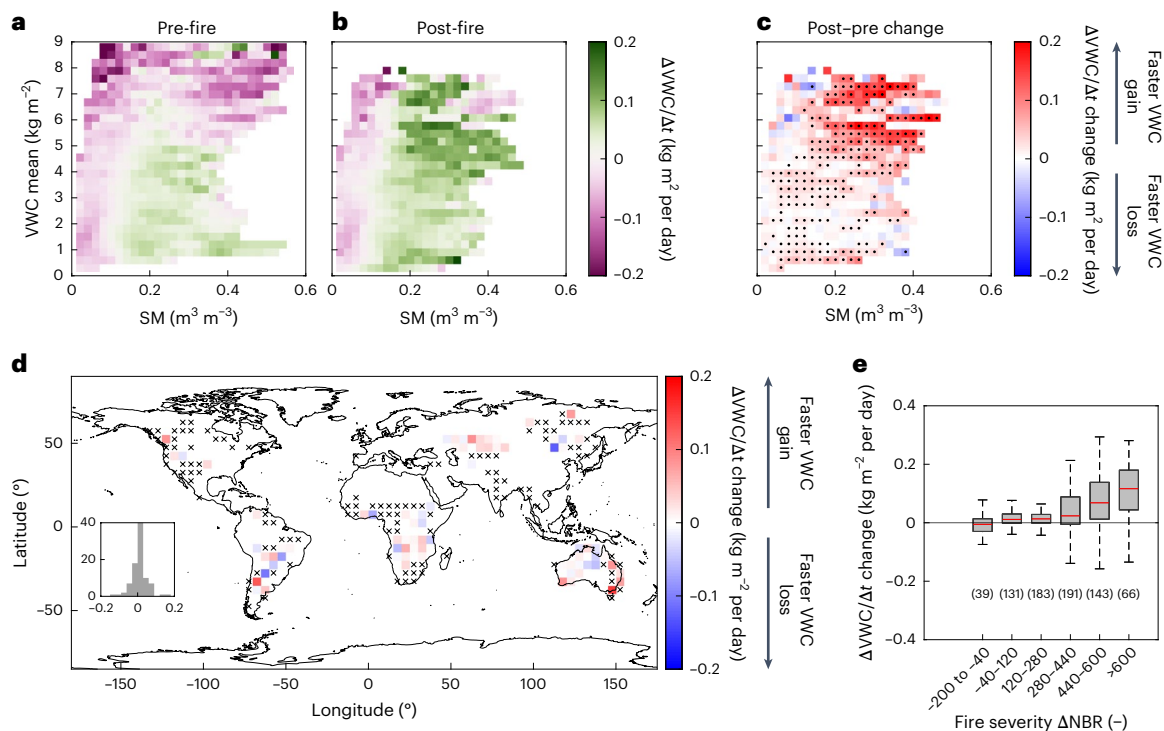 a
Pre-fire
9
8
7
6
5
4
3
2
1
0
VWC mean (kg m−2)
0
0.2
0.4
0.6
SM (m3 m−3)
b
Post-fire
0
0.2
0.4
0.6
SM (m3 m−3)
0.2
0.1
0
−0.1
−0.2
ΔVWC/Δt (kg m2 per day)
c
Post–pre change
0
0.2
0.4
0.6
SM (m3 m−3)
0.2
0.1
0
−0.1
−0.2
ΔVWC/Δt change (kg m2 per day)
Faster VWC
gain
Faster VWC
loss
d
50
0
−50
Latitude (°)
−150
−100
−50
0
50
100
150
Longitude (°)
40
20
0
−0.2
0
0.2
0.2
0.1
0
−0.1
−0.2
ΔVWC/Δt change (kg m−2 per day)
Faster VWC
gain
Faster VWC
loss
e
0.4
0.2
0
−0.2
−0.4
ΔVWC/Δt change (kg m−2 per day)
(39) (131) (183) (191) (143) (66)
−200 to −40
−40–120
120–280
280–440
440–600
>600
Fire severity ΔNBR (–)